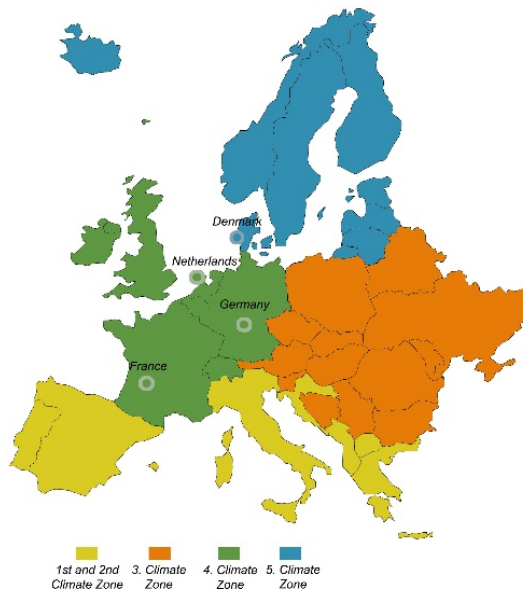 Denmark
Netherlands
Germany
France
1st and 2nd
Climate Zone
3. Climate
Zone
4. Climate
Zone
5. Climate
Zone